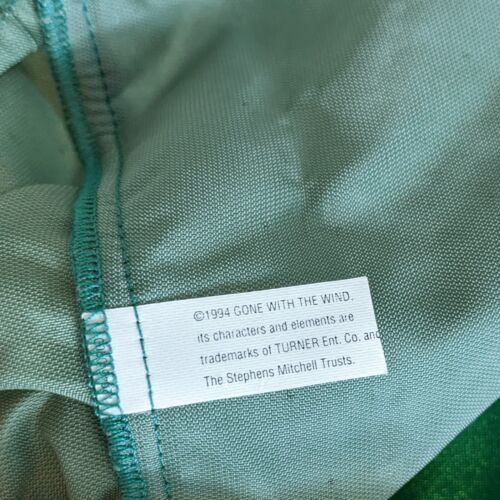 ©1994 GONE WITH THE WIND.
its characters and elements are
trademarks of TURNER Ent. Co. and
The Stephens Mitchell Trusts.